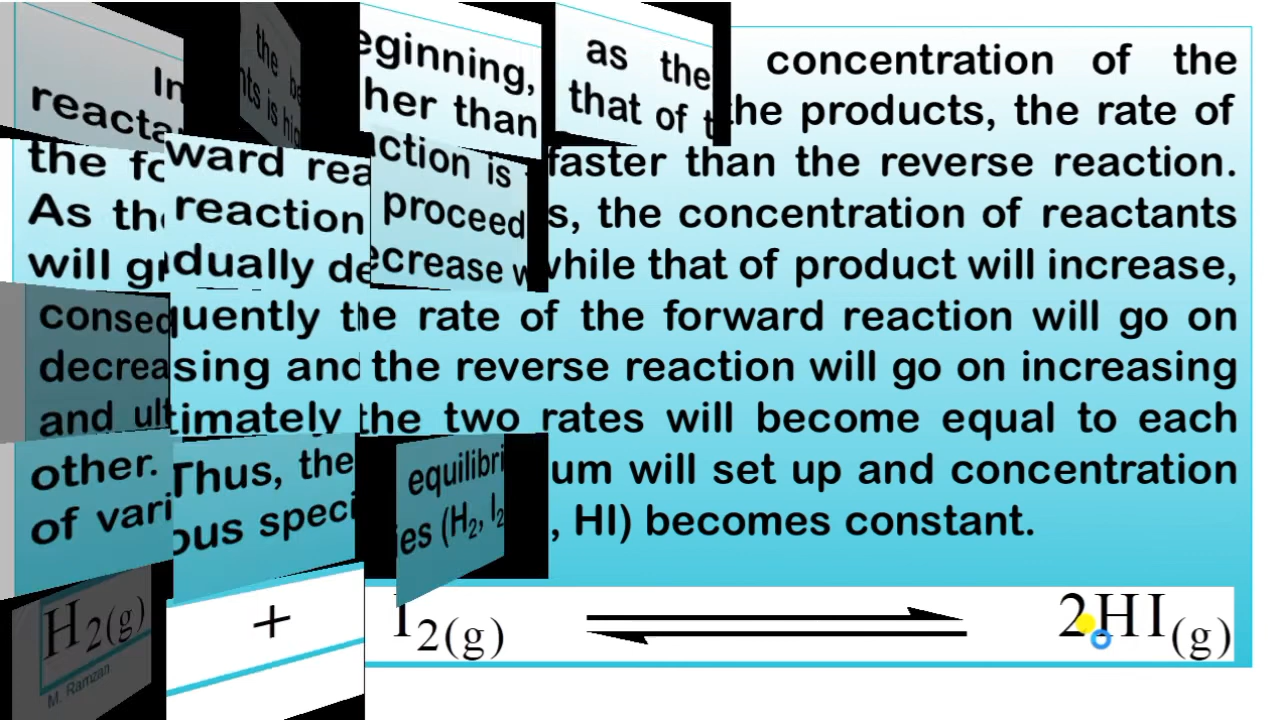 In the beginning, as the concentration of the
reactants is higher than that of the products, the rate of
the forward reaction is faster than the reverse reaction.
As the reaction proceeds, the concentration of reactants
will gradually decrease while that of product will increase,
consequently the rate of the forward reaction will go on
decreasing and the reverse reaction will go on increasing
and ultimately the two rates will become equal to each
other. Thus, the equilibrium will set up and concentration
of various species (H₂, I₂, HI) becomes constant.
H₂(g) + I₂(g) ⇌ 2HI(g)
M. Ramzan